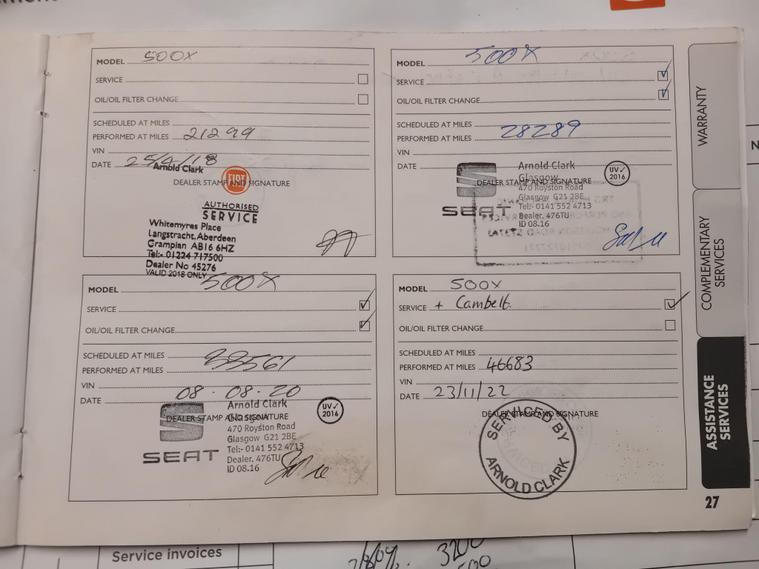 MODEL 500X
SERVICE
OIL/OIL FILTER CHANGE
SCHEDULED AT MILES
PERFORMED AT MILES 21299
VIN
DATE 25/4/18
Arnold Clark
FIAT
DEALER STAMP AND SIGNATURE
AUTHORISED
SERVICE
Whitemyres Place
Langstracht, Aberdeen
Grampian AB16 6HZ
Tel:- 01224 717500
Dealer No 45276
VALID 2018 ONLY
MODEL 500X
SERVICE
OIL/OIL FILTER CHANGE
SCHEDULED AT MILES
PERFORMED AT MILES 28289
VIN
DATE
Arnold Clark
Glasgow
DEALER STAMP AND SIGNATURE
470 Royston Road
Glasgow G21 2BE
Tel:- 0141 552 4713
Dealer. 476TU
ID 08.16
SEAT
UV✓
2016
MODEL 500X
SERVICE
OIL/OIL FILTER CHANGE
SCHEDULED AT MILES
PERFORMED AT MILES 33561
VIN
DATE 08-08-20
Arnold Clark
Glasgow
DEALER STAMP AND SIGNATURE
470 Royston Road
Glasgow G21 2BE
Tel:- 0141 552 4713
Dealer. 476TU
ID 08.16
SEAT
UV✓
2016
MODEL 500X
SERVICE + Cambelt.
OIL/OIL FILTER CHANGE
SCHEDULED AT MILES
PERFORMED AT MILES 46683
VIN
DATE 23/11/22
DEALER STAMP AND SIGNATURE
SERVICED BY
ARNOLD CLARK
WARRANTY
COMPLEMENTARY
SERVICES
ASSISTANCE
SERVICES
27
Service invoices